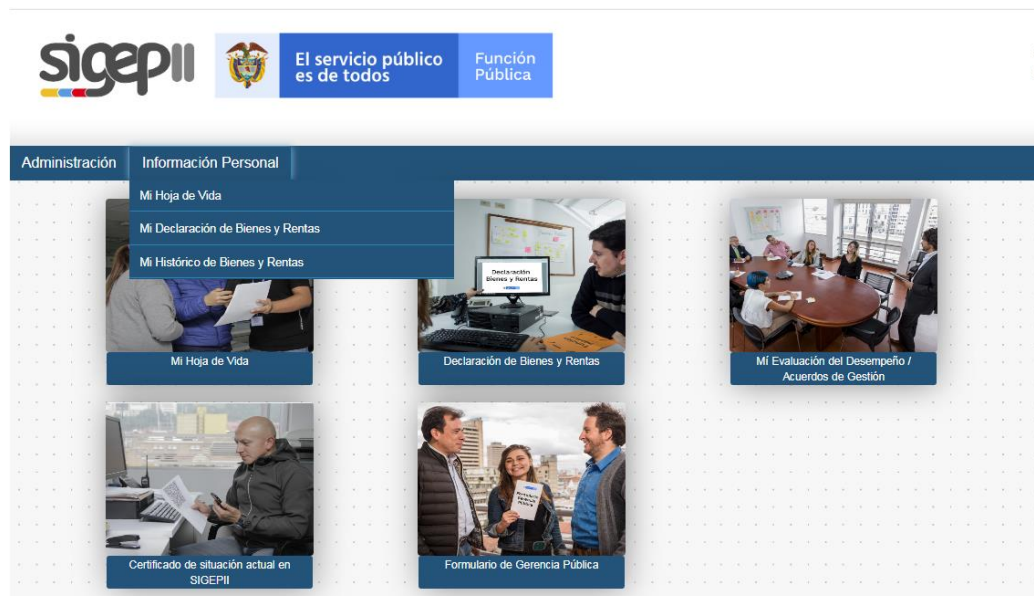 sigepII
El servicio público
es de todos
Función
Pública
Administración
Información Personal
Mi Hoja de Vida
Mi Declaración de Bienes y Rentas
Mi Histórico de Bienes y Rentas
Declaración
Bienes y Rentas
Mi Hoja de Vida
Declaración de Bienes y Rentas
Mí Evaluación del Desempeño /
Acuerdos de Gestión
Certificado de situación actual en
SIGEPII
Formulario de Gerencia Pública